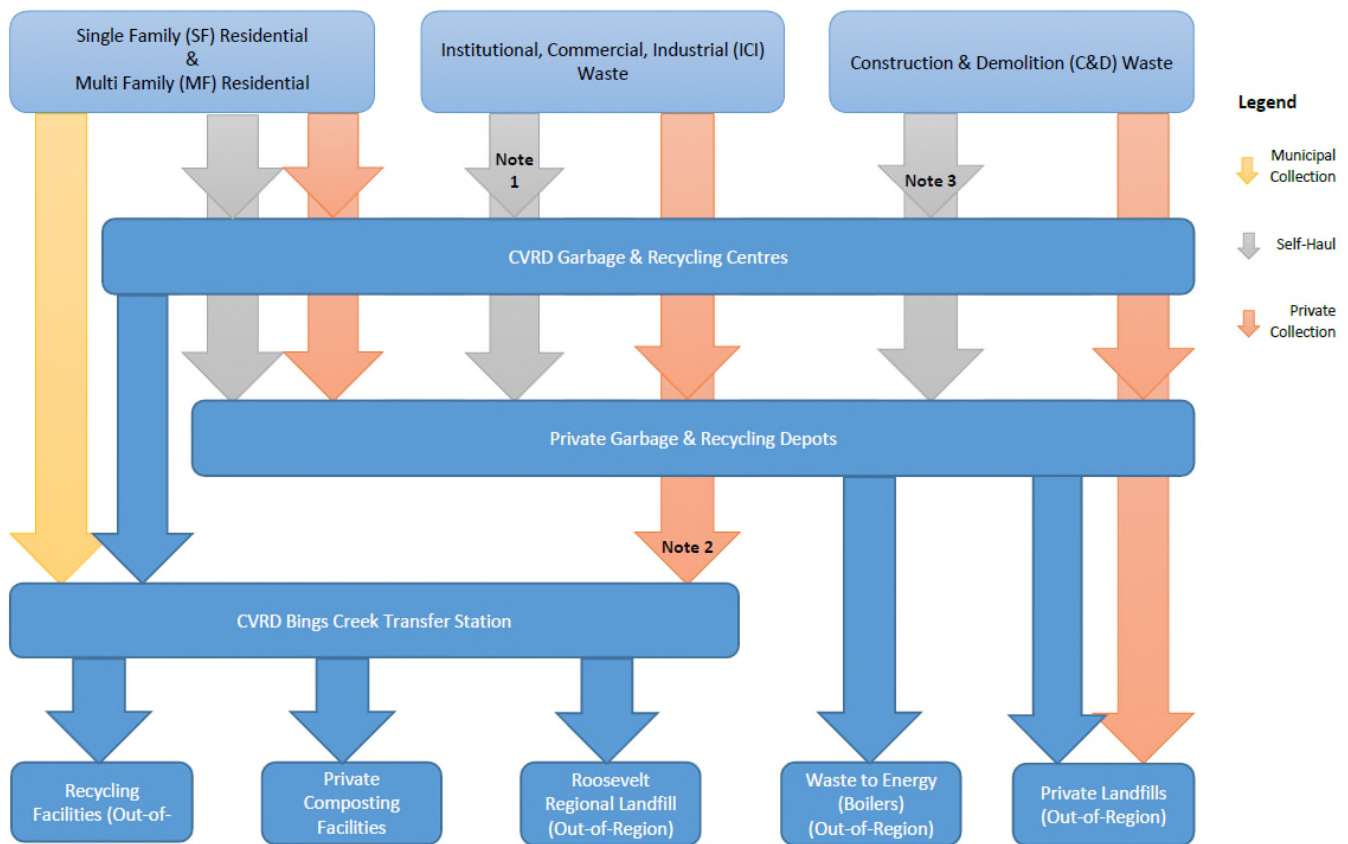 Single Family (SF) Residential
&
Multi Family (MF) Residential
Institutional, Commercial, Industrial (ICI)
Waste
Construction & Demolition (C&D) Waste
Legend
Municipal
Collection
Self-Haul
Private
Collection
Note
1
Note 3
CVRD Garbage & Recycling Centres
Private Garbage & Recycling Depots
Note 2
CVRD Bings Creek Transfer Station
Recycling
Facilities (Out-of-
Private
Composting
Facilities
Roosevelt
Regional Landfill
(Out-of-Region)
Waste to Energy
(Boilers)
(Out-of-Region)
Private Landfills
(Out-of-Region)